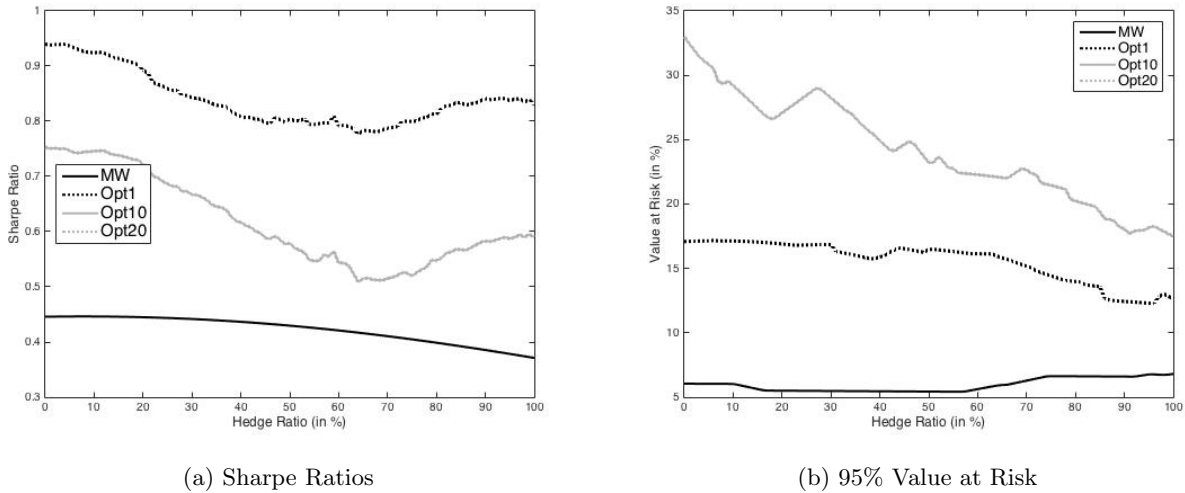 1
0.9
0.8
0.7
0.6
0.5
0.4
0.3
Sharpe Ratio
MW
Opt1
Opt10
Opt20
0 10 20 30 40 50 60 70 80 90 100
Hedge Ratio (in %)
(a) Sharpe Ratios
35
30
25
20
15
10
5
Value at Risk (in %)
MW
Opt1
Opt10
Opt20
0 10 20 30 40 50 60 70 80 90 100
Hedge Ratio (in %)
(b) 95% Value at Risk